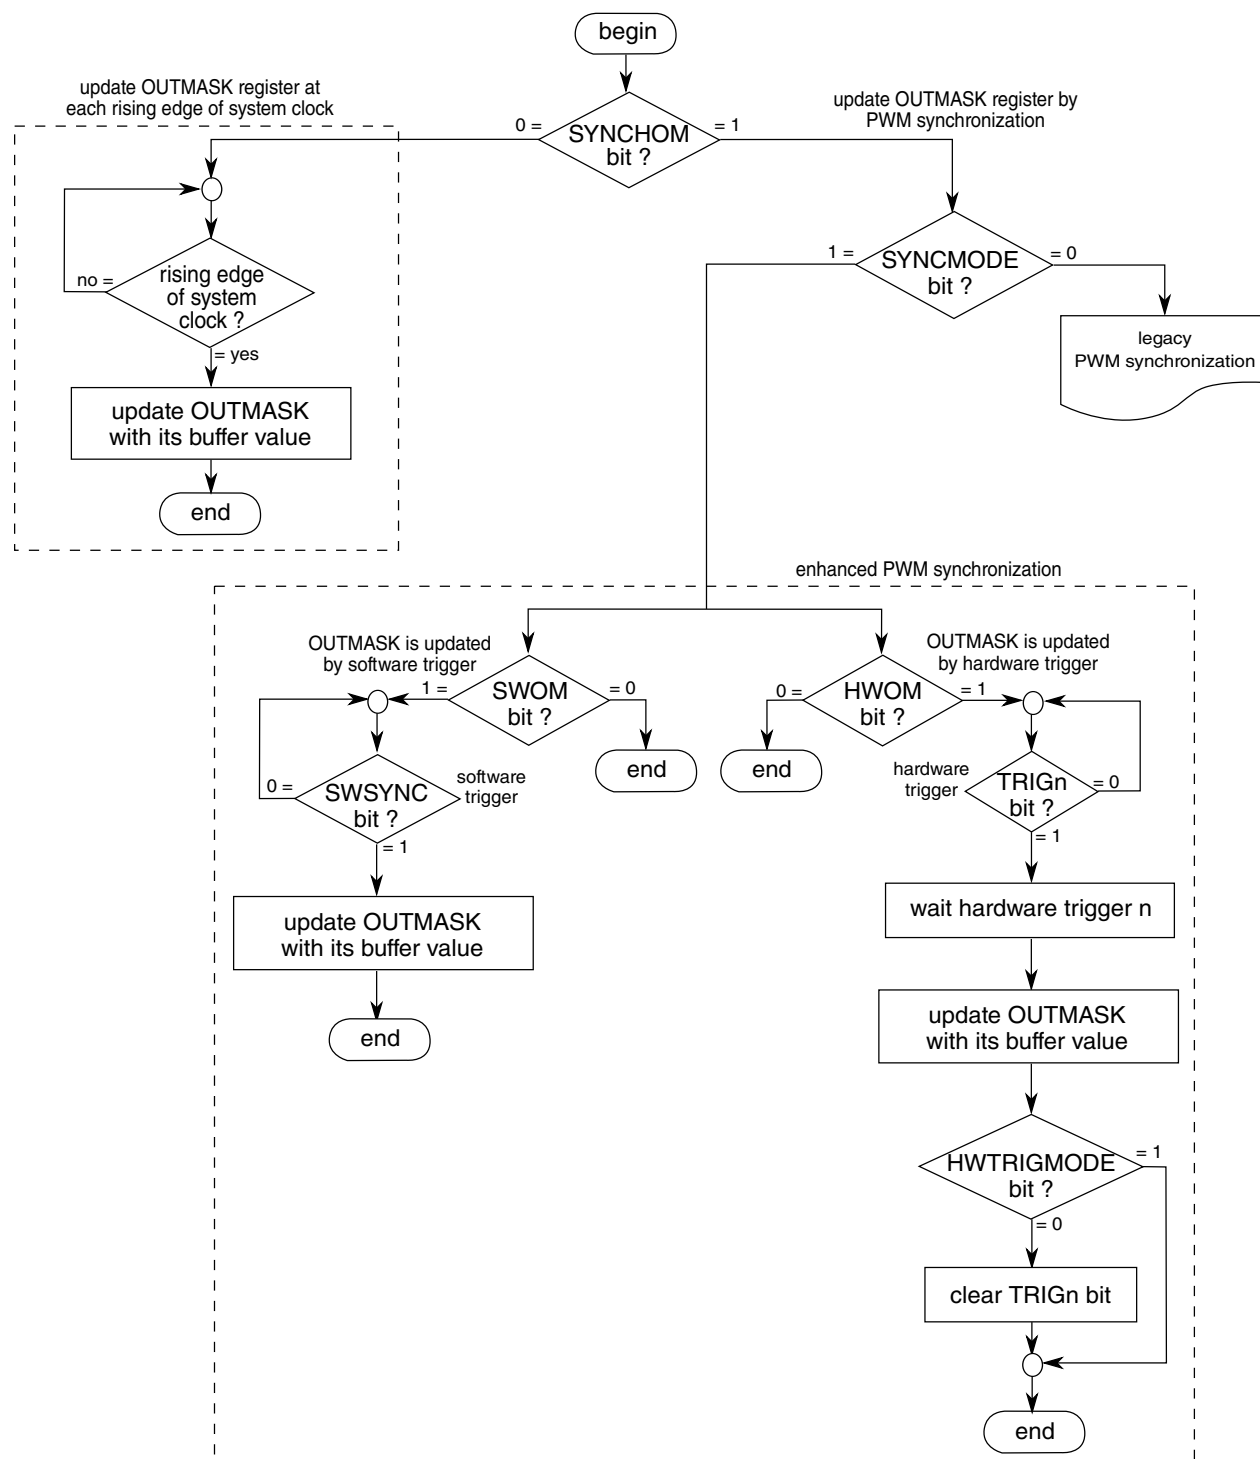 begin
update OUTMASK register at
each rising edge of system clock
update OUTMASK register by
PWM synchronization
0 =
SYNCHOM
bit ?
= 1
1 =
SYNCMODE
bit ?
= 0
no =
rising edge
of system
clock ?
= yes
legacy
PWM synchronization
update OUTMASK
with its buffer value
end
enhanced PWM synchronization
OUTMASK is updated
by software trigger
OUTMASK is updated
by hardware trigger
1 =
SWOM
bit ?
= 0
0 =
HWOM
bit ?
= 1
end
end
0 =
SWSYNC
bit ?
software
trigger
= 1
hardware
trigger
TRIGn
bit ?
= 0
= 1
update OUTMASK
with its buffer value
end
wait hardware trigger n
update OUTMASK
with its buffer value
HWTRIGMODE
bit ?
= 1
= 0
clear TRIGn bit
end